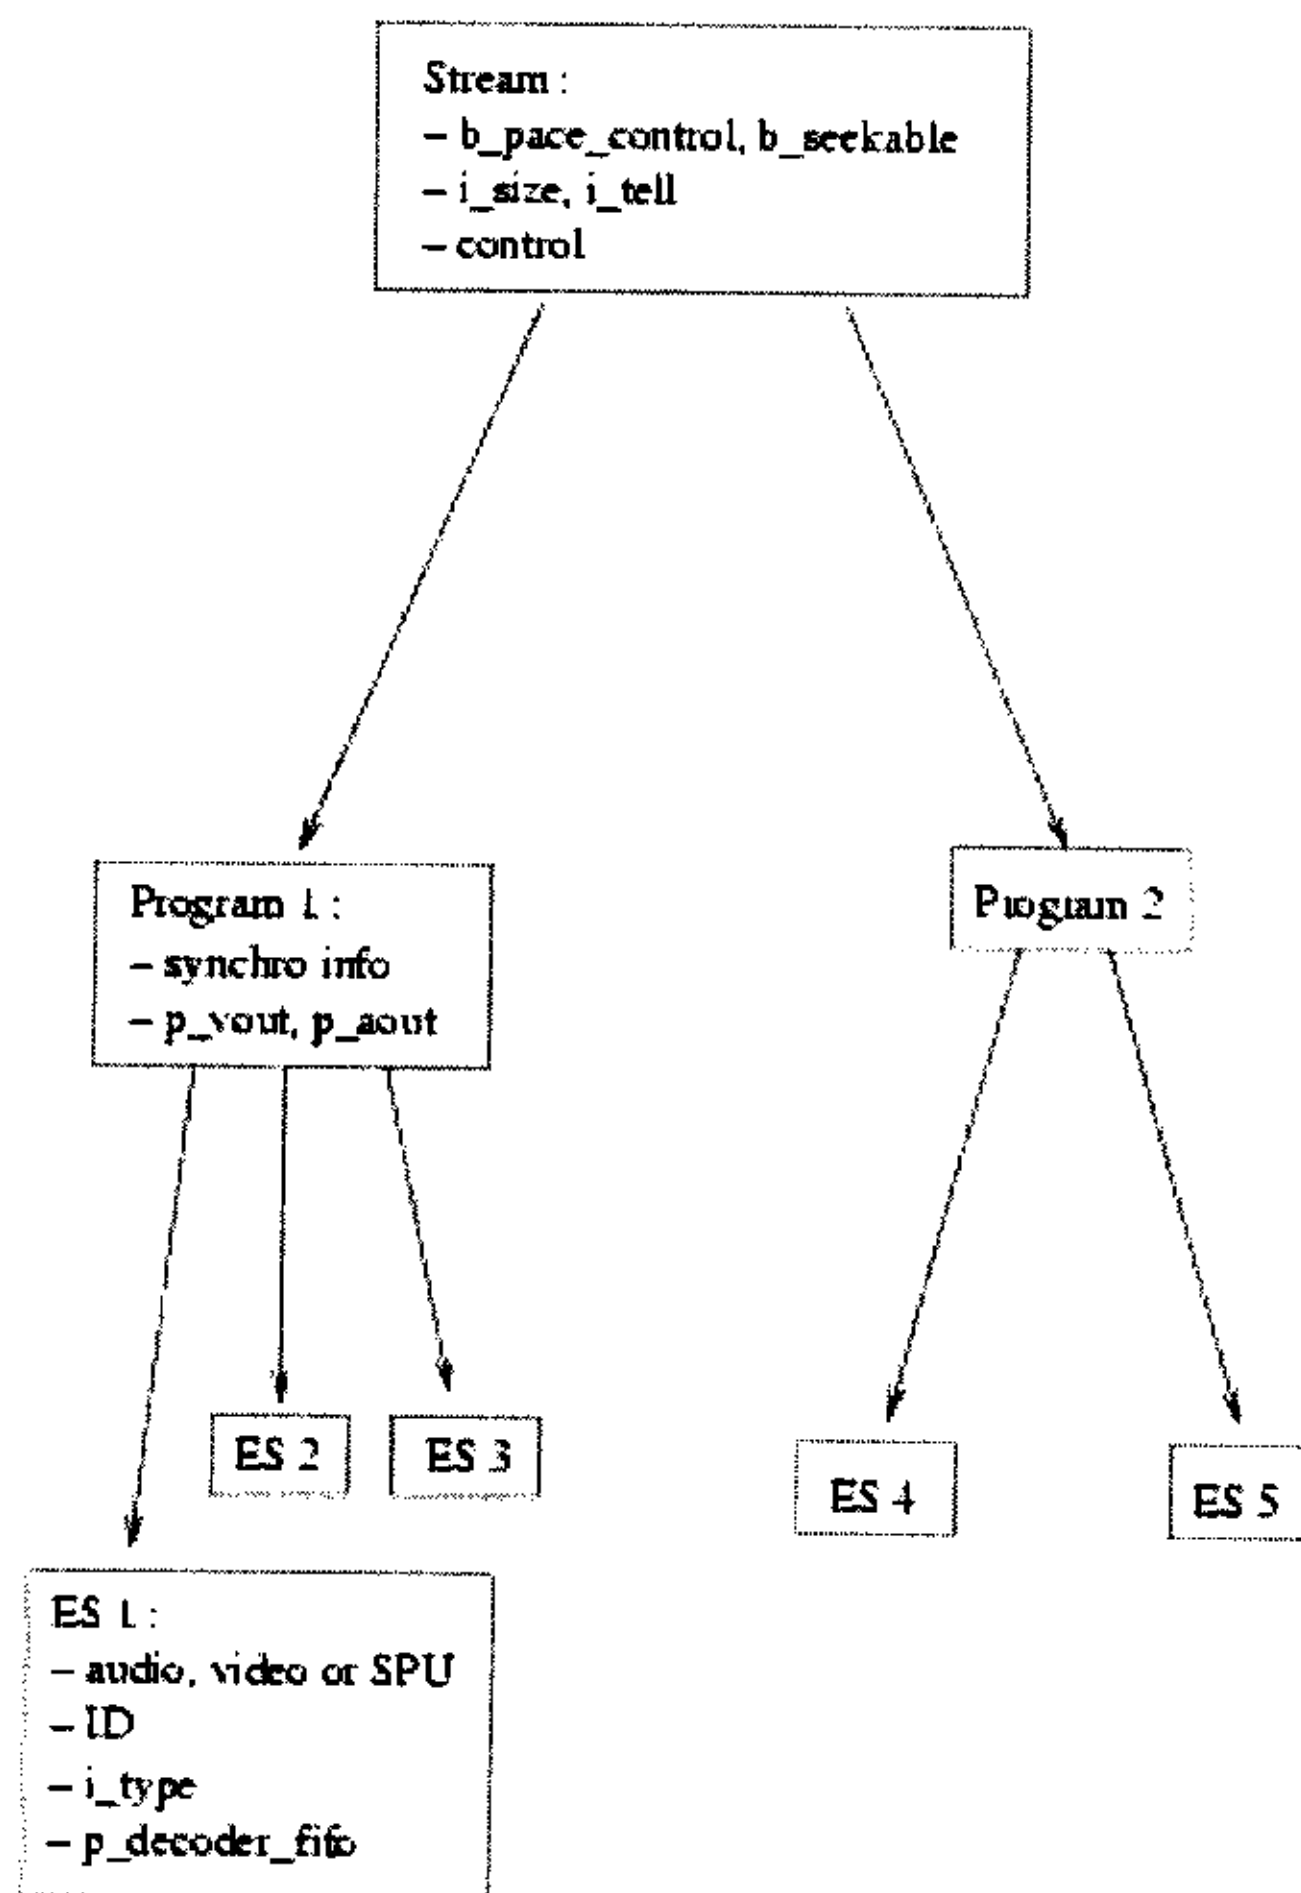 Stream :
– b_pace_control, b_seekable
– i_size, i_tell
– control
Program 1 :
– synchro info
– p_vout, p_aout
Program 2
ES 2
ES 3
ES 4
ES 5
ES 1 :
– audio, video or SPU
– ID
– i_type
– p_decoder_fifo